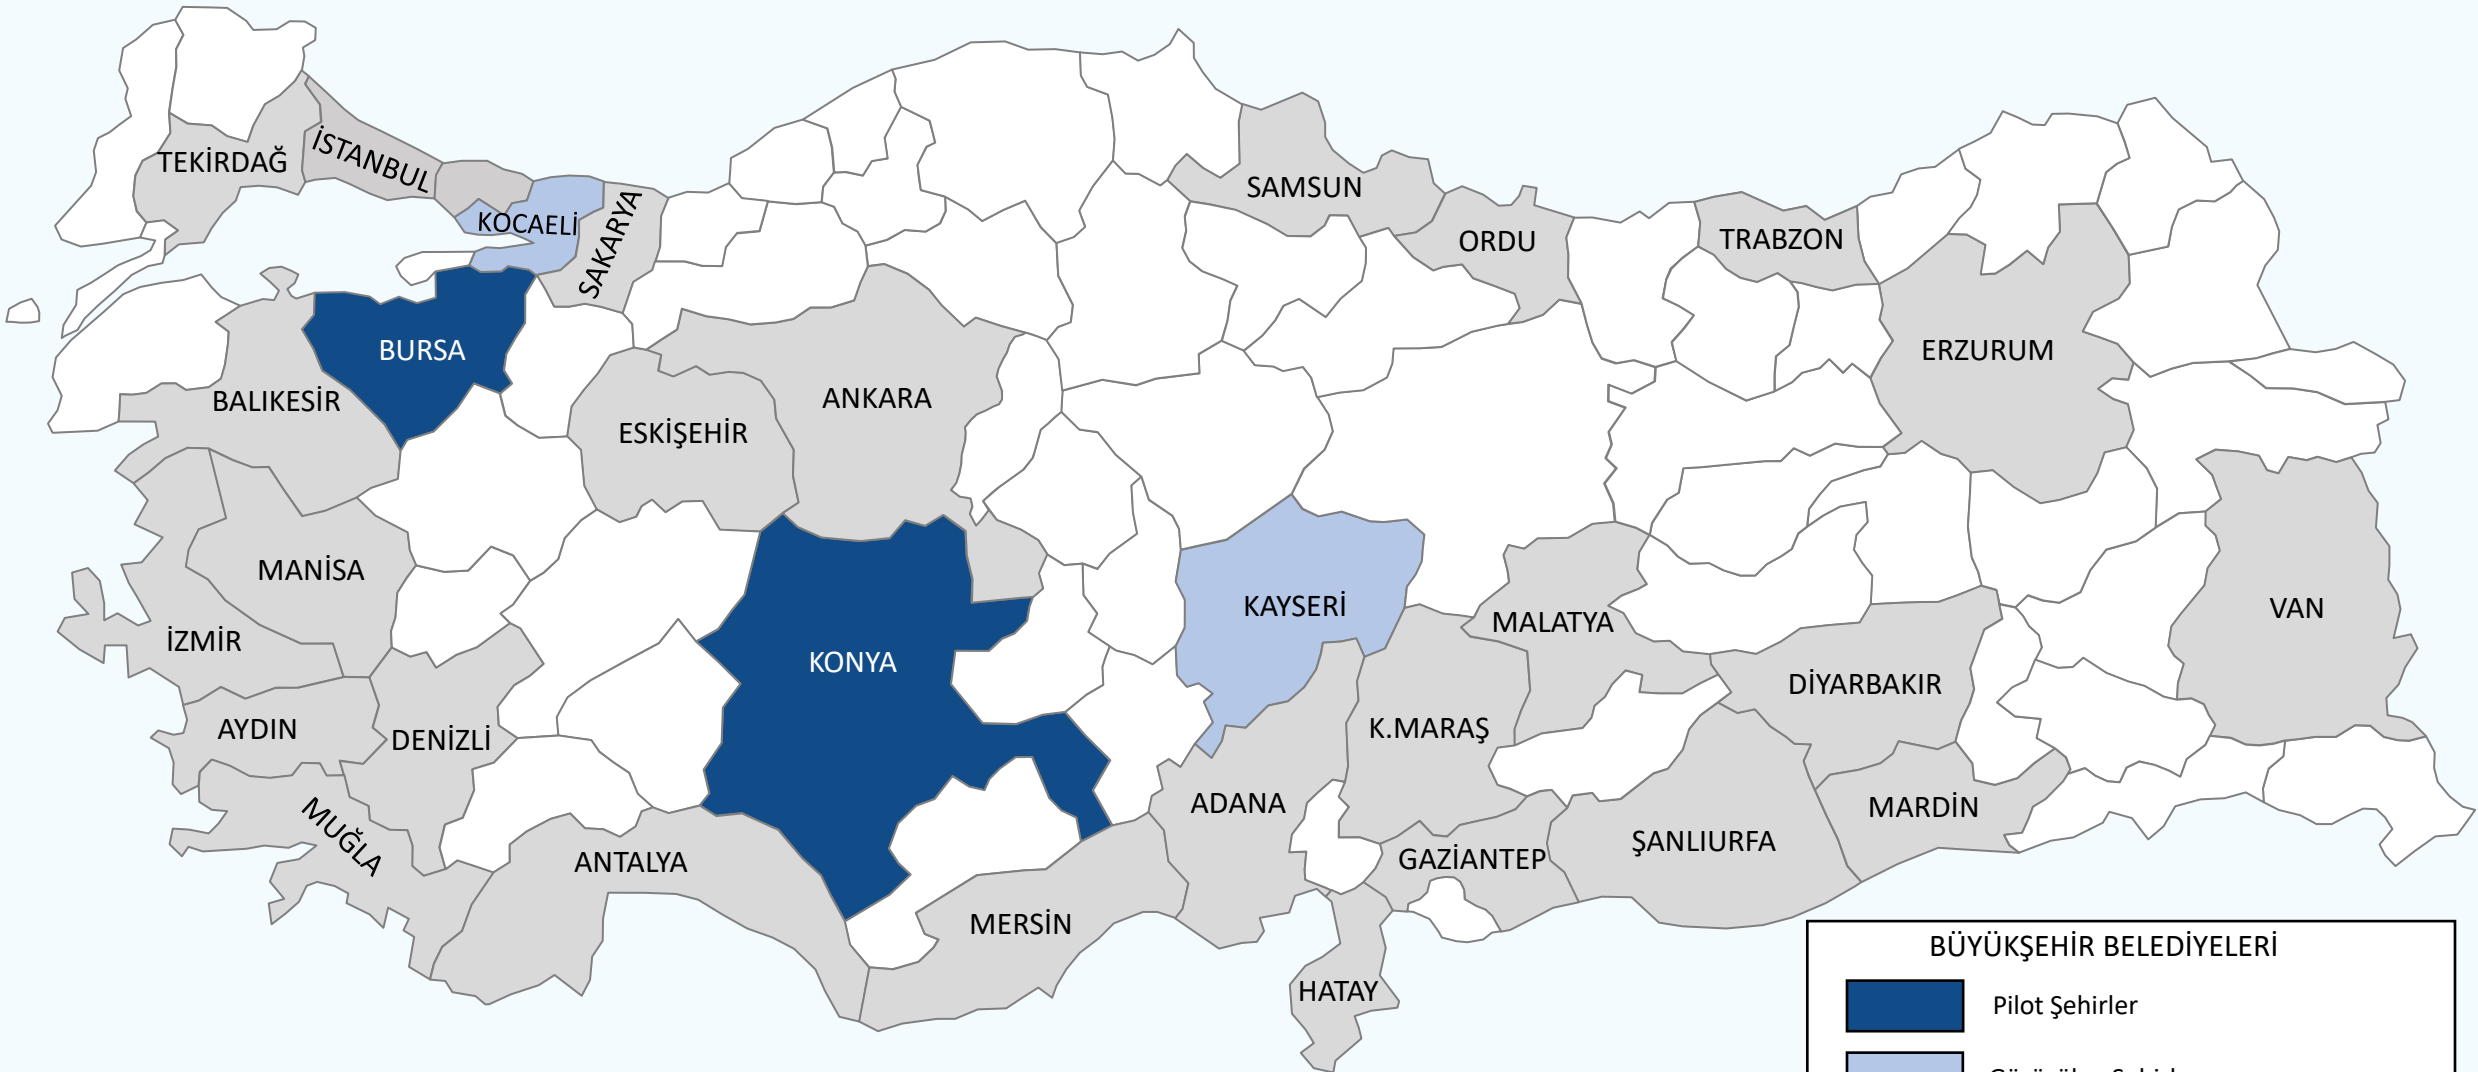 TEKİRDAĞ
İSTANBUL
KOCAELİ
SAKARYA
SAMSUN
ORDU
TRABZON
BURSA
BALIKESİR
ESKİŞEHİR
ANKARA
ERZURUM
MANİSA
İZMİR
KONYA
KAYSERİ
MALATYA
VAN
AYDIN
DENİZLİ
K.MARAŞ
DİYARBAKIR
MUĞLA
ANTALYA
ADANA
GAZİANTEP
ŞANLIURFA
MARDİN
MERSİN
HATAY
BÜYÜKŞEHİR BELEDİYELERİ
Pilot Şehirler